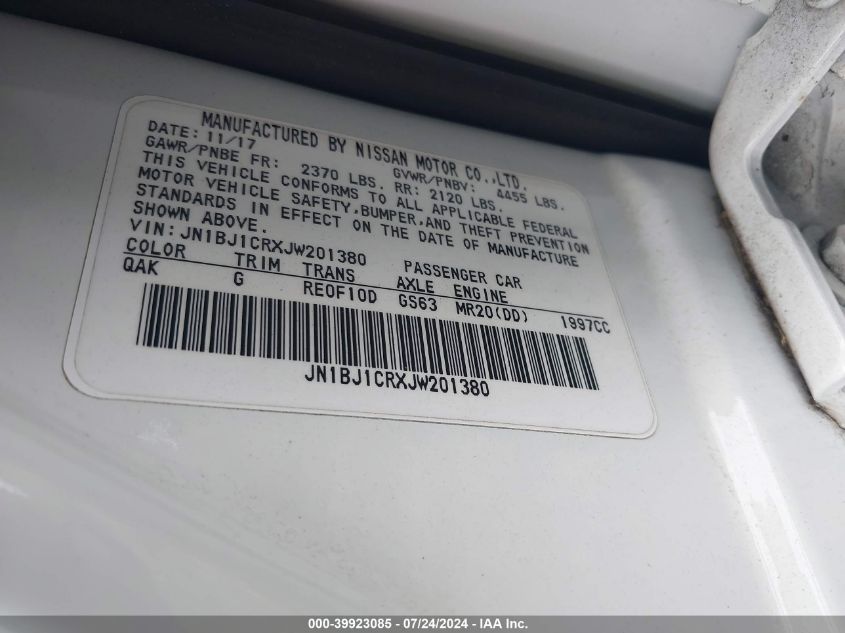 MANUFACTURED BY NISSAN MOTOR CO.,LTD.
DATE: 11/17 GVWR/PNBV: 4455 LBS.
GAWR/PNBE FR: 2370 LBS. RR: 2120 LBS.
THIS VEHICLE CONFORMS TO ALL APPLICABLE FEDERAL
MOTOR VEHICLE SAFETY,BUMPER,AND THEFT PREVENTION
STANDARDS IN EFFECT ON THE DATE OF MANUFACTURE
SHOWN ABOVE.
VIN: JN1BJ1CRXJW201380 PASSENGER CAR
COLOR TRIM TRANS AXLE ENGINE
QAK G RE0F10D GS63 MR20(DD) 1997CC
JN1BJ1CRXJW201380
000-39923085 - 07/24/2024 - IAA Inc.